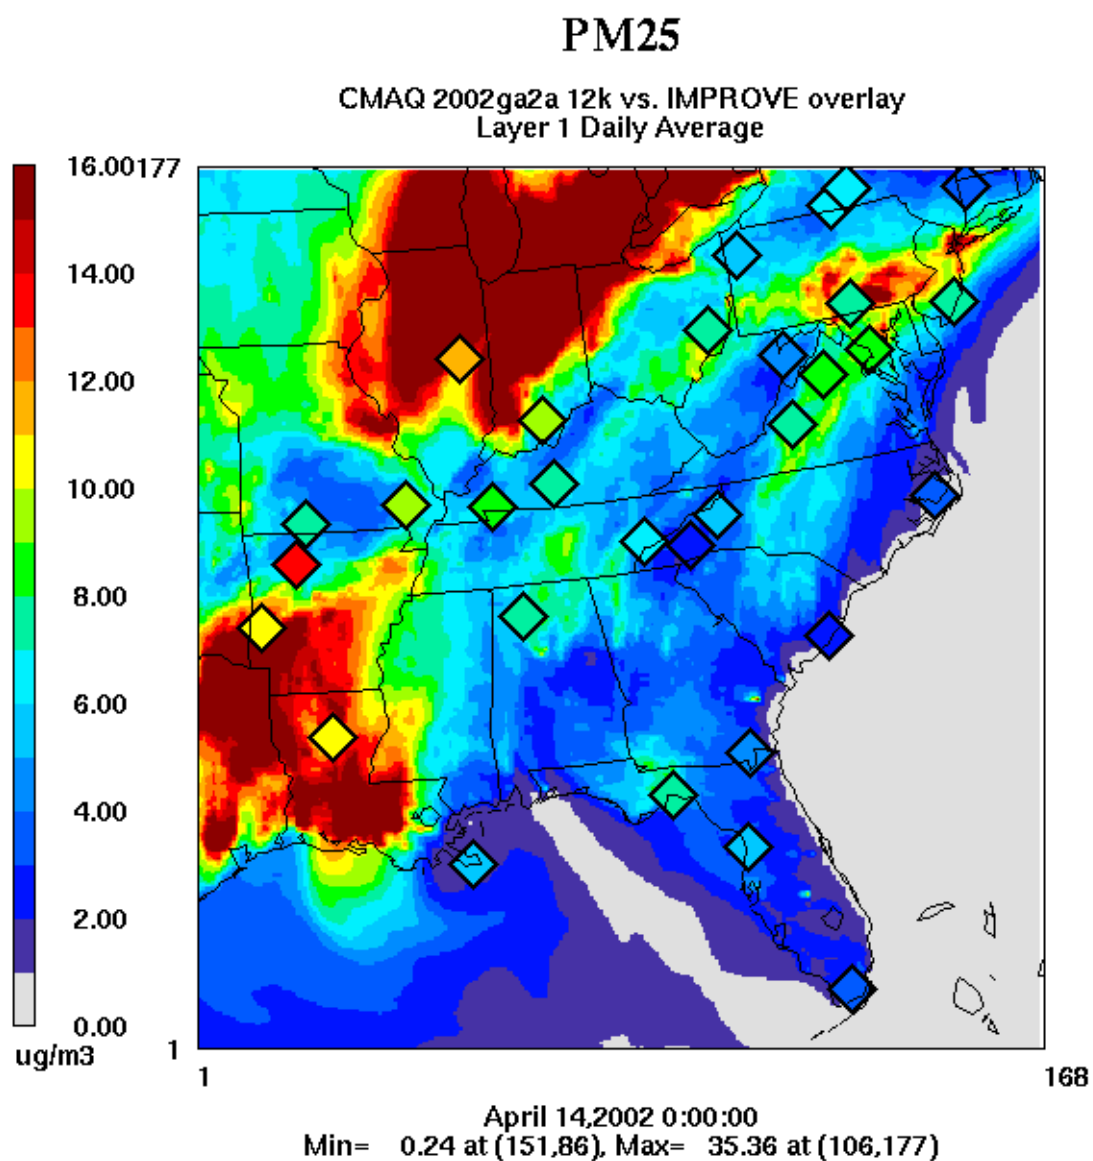 PM25
CMAQ 2002ga2a 12k vs. IMPROVE overlay
Layer 1 Daily Average
16.00
177
14.00
12.00
10.00
8.00
6.00
4.00
2.00
0.00
ug/m3
1
1
168
April 14,2002 0:00:00
Min= 0.24 at (151,86), Max= 35.36 at (106,177)